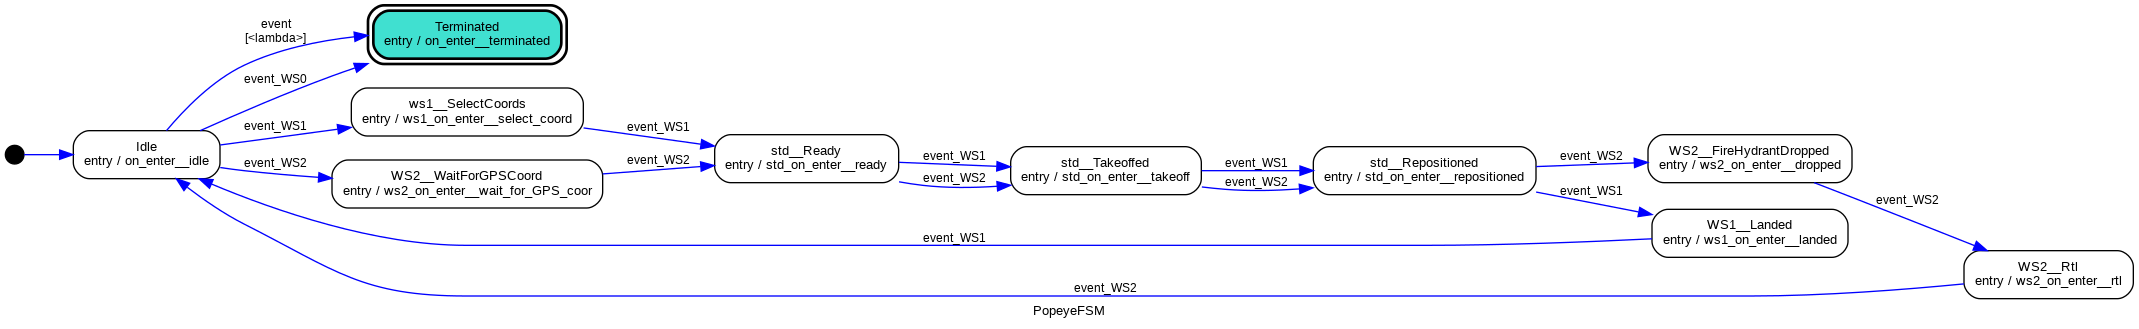 event
[<lambda>]
Terminated
entry / on_enter__terminated
event_WS0
ws1__SelectCoords
entry / ws1_on_enter__select_coord
event_WS1
Idle
entry / on_enter__idle
event_WS2
WS2__WaitForGPSCoord
entry / ws2_on_enter__wait_for_GPS_coor
event_WS1
event_WS2
std__Ready
entry / std_on_enter__ready
event_WS1
event_WS2
std__Takeoffed
entry / std_on_enter__takeoff
event_WS1
event_WS2
std__Repositioned
entry / std_on_enter__repositioned
event_WS2
event_WS1
WS2__FireHydrantDropped
entry / ws2_on_enter__dropped
WS1__Landed
entry / ws1_on_enter__landed
event_WS2
WS2__Rtl
entry / ws2_on_enter__rtl
event_WS1
event_WS2
PopeyeFSM